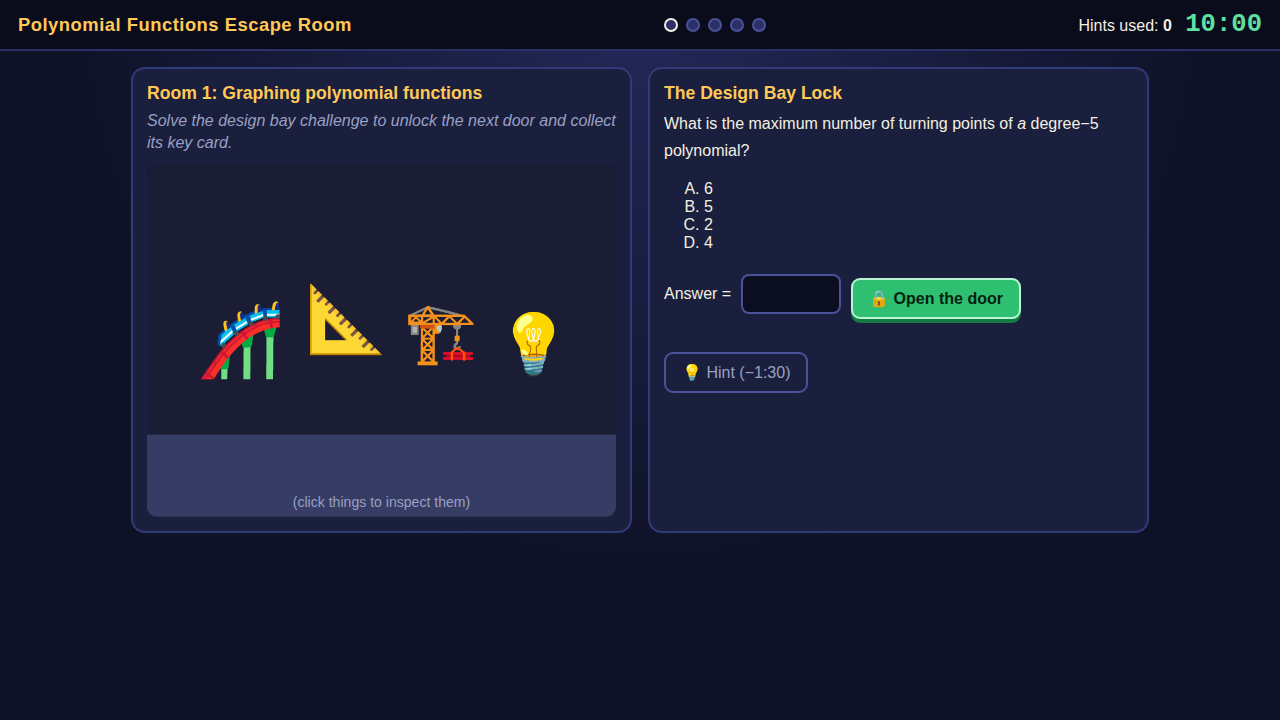 Polynomial Functions Escape Room
Hints used: 0 10:00
Room 1: Graphing polynomial functions
Solve the design bay challenge to unlock the next door and collect
its key card.
(click things to inspect them)
The Design Bay Lock
What is the maximum number of turning points of a degree−5
polynomial?
A. 6
B. 5
C. 2
D. 4
Answer =
🔒 Open the door
💡 Hint (−1:30)